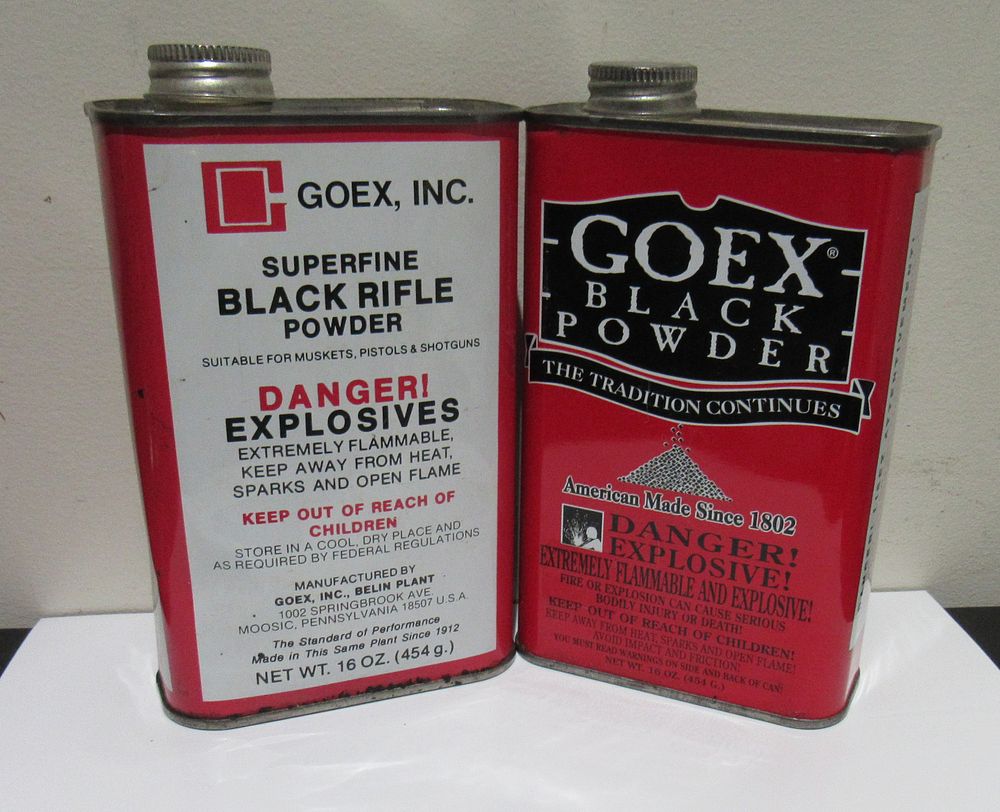 GOEX, INC.
SUPERFINE
BLACK RIFLE
POWDER
SUITABLE FOR MUSKETS, PISTOLS & SHOTGUNS
DANGER!
EXPLOSIVES
EXTREMELY FLAMMABLE,
KEEP AWAY FROM HEAT,
SPARKS AND OPEN FLAME
KEEP OUT OF REACH OF
CHILDREN
STORE IN A COOL, DRY PLACE AND
AS REQUIRED BY FEDERAL REGULATIONS
MANUFACTURED BY
GOEX, INC., BELIN PLANT
1002 SPRINGBROOK AVE.
MOOSIC, PENNSYLVANIA 18507 U.S.A.
The Standard of Performance
Made in This Same Plant Since 1912
NET WT. 16 OZ. (454 g.)
GOEX®
BLACK
POWDER
THE TRADITION CONTINUES
American Made Since 1802
DANGER!
EXPLOSIVE!
EXTREMELY FLAMMABLE AND EXPLOSIVE!
FIRE OR EXPLOSION CAN CAUSE SERIOUS
BODILY INJURY OR DEATH!
KEEP OUT OF REACH OF CHILDREN!
KEEP AWAY FROM HEAT, SPARKS AND OPEN FLAME!
AVOID IMPACT AND FRICTION!
YOU MUST READ WARNINGS ON SIDE AND BACK OF CAN!
NET WT. 16 OZ. (454 G.)